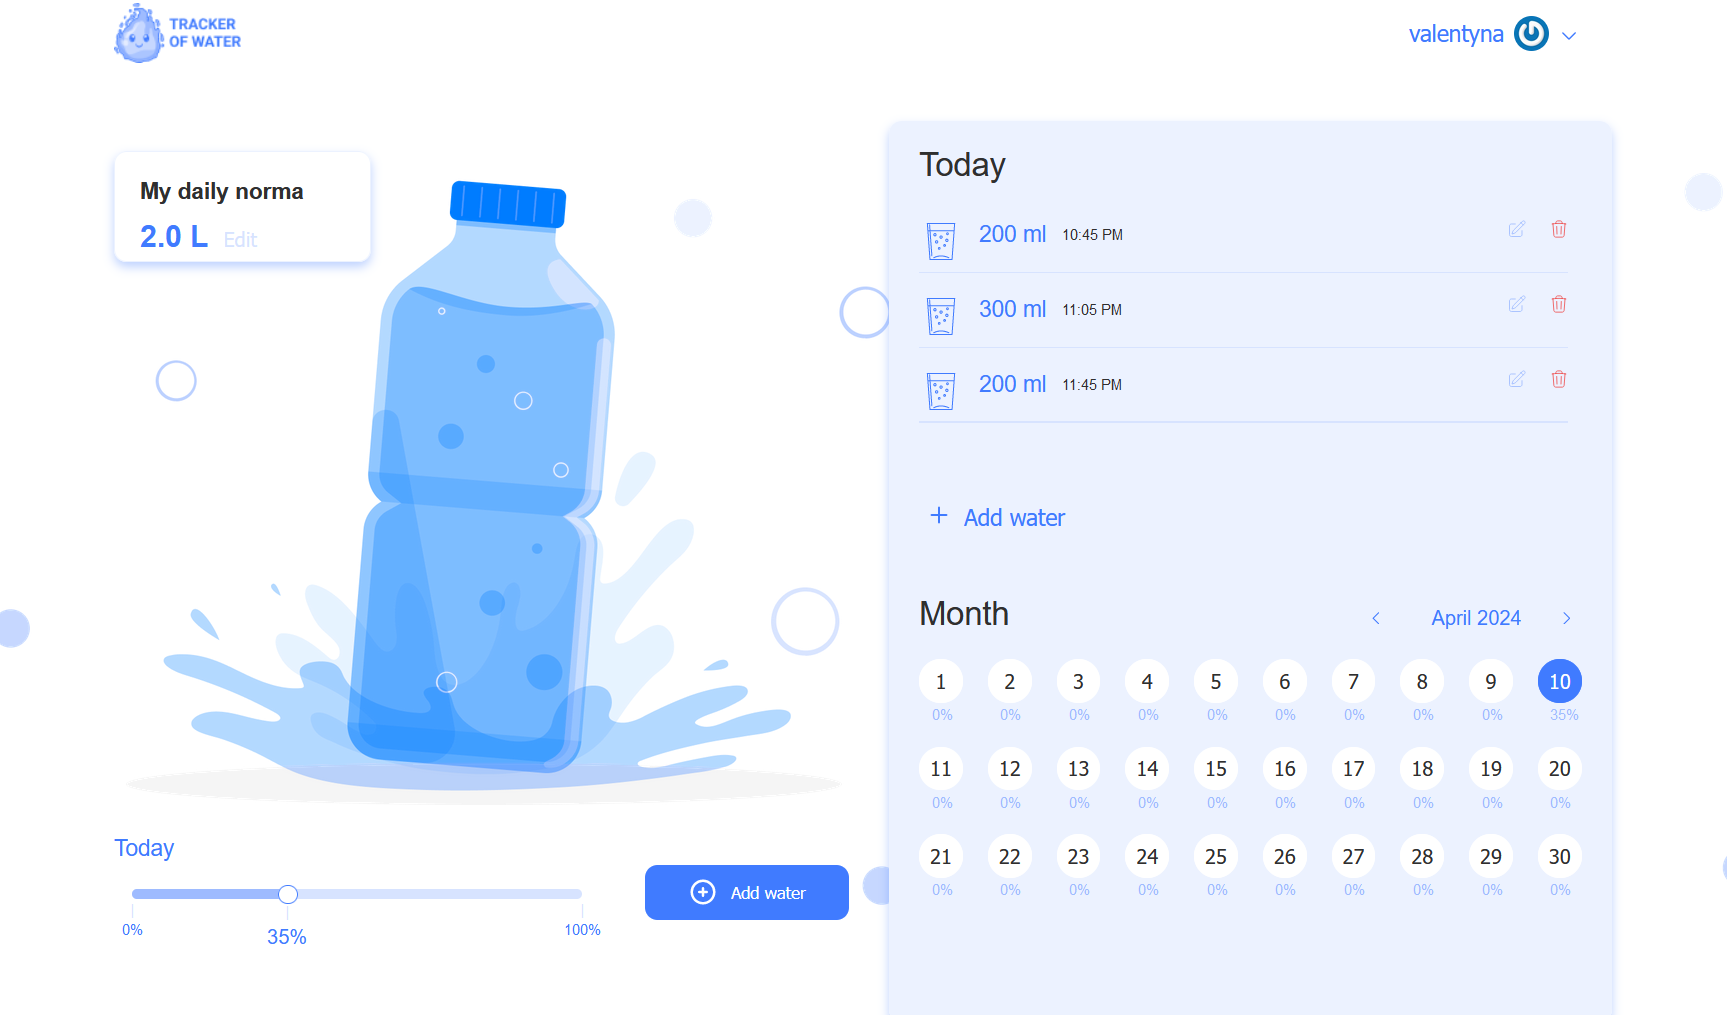 TRACKER
OF WATER
valentyna
My daily norma
2.0 L Edit
Today
0%
35%
100%
Add water
Today
200 ml 10:45 PM
300 ml 11:05 PM
200 ml 11:45 PM
+ Add water
Month
< April 2024 >
1 2 3 4 5 6 7 8 9 10
0% 0% 0% 0% 0% 0% 0% 0% 0% 35%
11 12 13 14 15 16 17 18 19 20
0% 0% 0% 0% 0% 0% 0% 0% 0% 0%
21 22 23 24 25 26 27 28 29 30
0% 0% 0% 0% 0% 0% 0% 0% 0% 0%